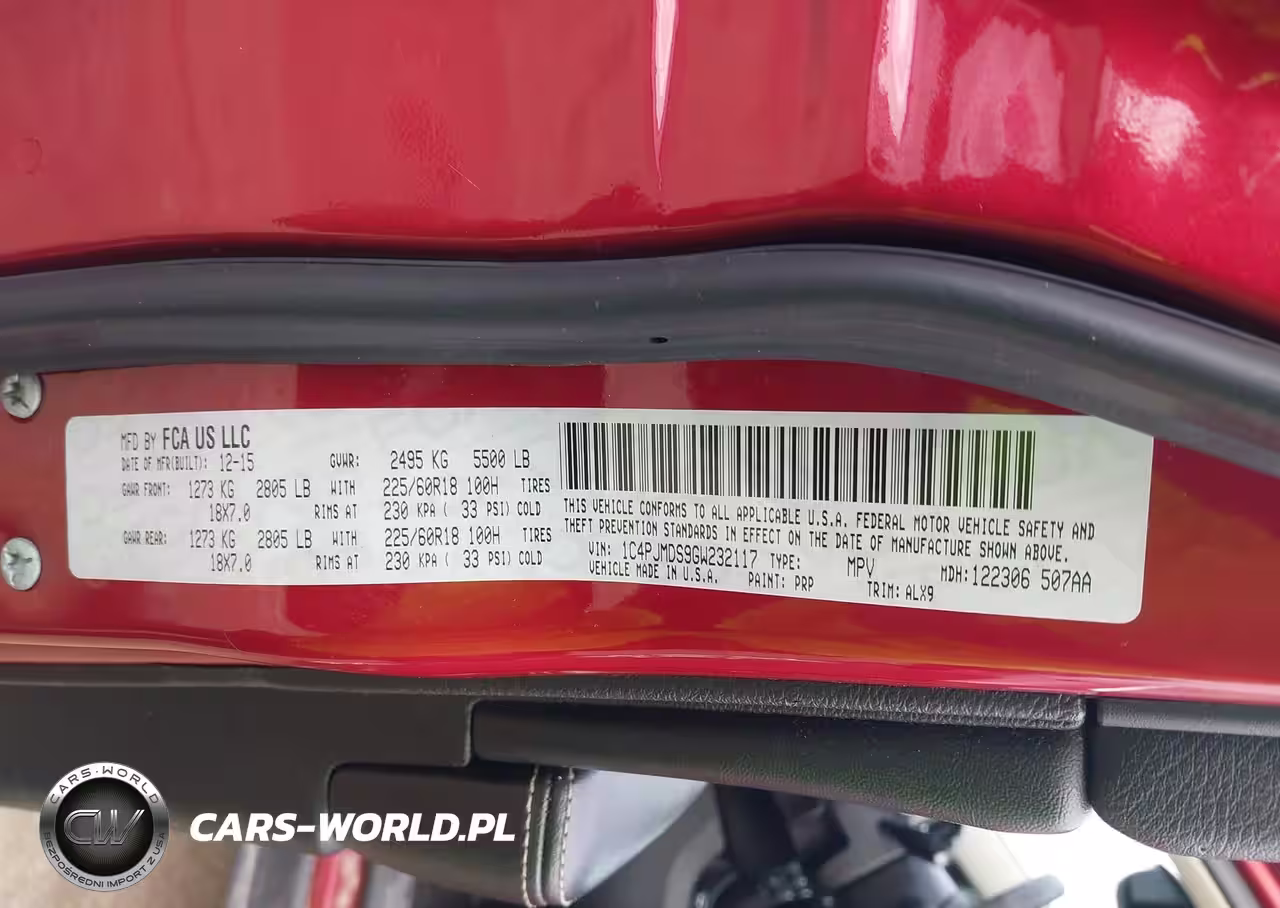 MFD BY FCA US LLC
DATE OF MFR(BUILT): 12-15 GVWR: 2495 KG 5500 LB
GAWR FRONT: 1273 KG 2805 LB WITH 225/60R18 100H TIRES
18X7.0 RIMS AT 230 KPA ( 33 PSI) COLD
GAWR REAR: 1273 KG 2805 LB WITH 225/60R18 100H TIRES
18X7.0 RIMS AT 230 KPA ( 33 PSI) COLD
THIS VEHICLE CONFORMS TO ALL APPLICABLE U.S.A. FEDERAL MOTOR VEHICLE SAFETY AND
THEFT PREVENTION STANDARDS IN EFFECT ON THE DATE OF MANUFACTURE SHOWN ABOVE.
VIN: 1C4PJMDS9GW232117 TYPE: MPV MDH: 122306 507AA
VEHICLE MADE IN U.S.A. PAINT: PRP TRIM: ALX9
CARS-WORLD
CW
BEZPOŚREDNI IMPORT Z USA
CARS-WORLD.PL